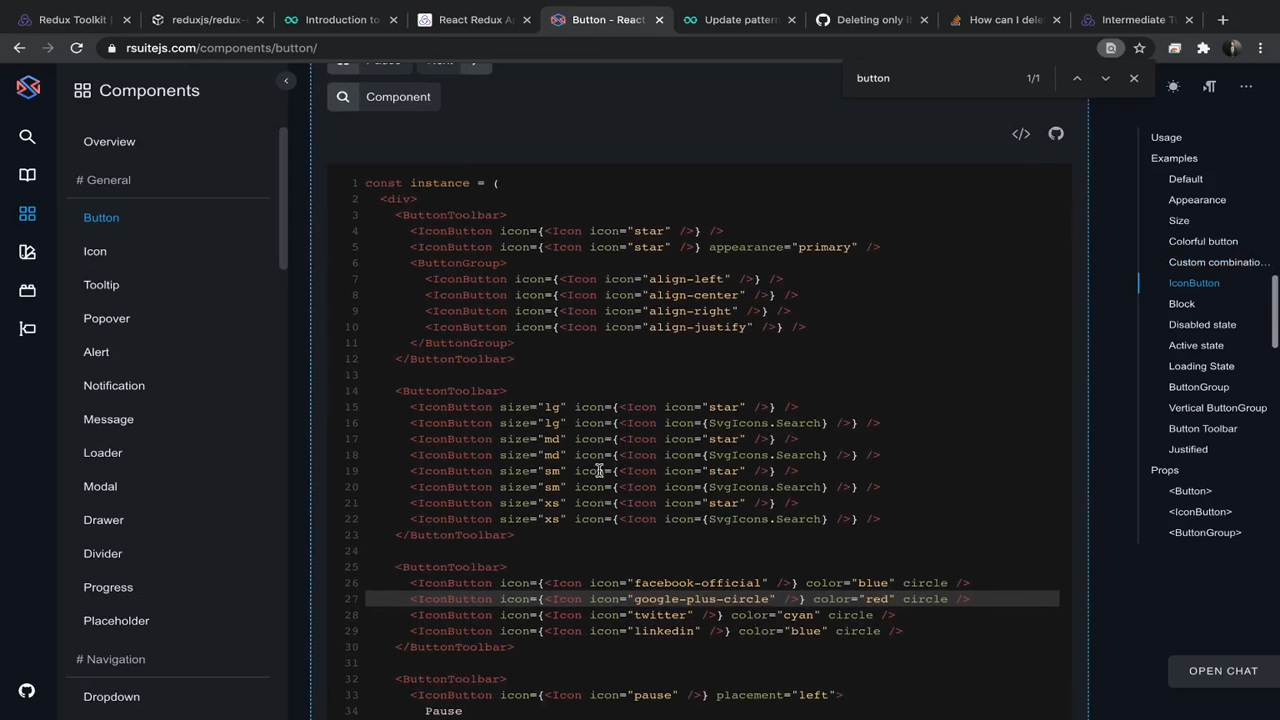 Redux Toolkit
reduxjs/redux-
Introduction to
React Redux Ap
Button - React
Update pattern
Deleting only i
How can I dele
Intermediate T
rsuitejs.com/components/button/
button
1/1
Components
Overview
# General
Button
Icon
Tooltip
Popover
Alert
Notification
Message
Loader
Modal
Drawer
Divider
Progress
Placeholder
# Navigation
Dropdown
Component
1 const instance = (
2 <div>
3 <ButtonToolbar>
4 <IconButton icon={<Icon icon="star" />} />
5 <IconButton icon={<Icon icon="star" />} appearance="primary" />
6 <ButtonGroup>
7 <IconButton icon={<Icon icon="align-left" />} />
8 <IconButton icon={<Icon icon="align-center" />} />
9 <IconButton icon={<Icon icon="align-right" />} />
10 <IconButton icon={<Icon icon="align-justify" />} />
11 </ButtonGroup>
12 </ButtonToolbar>
13
14 <ButtonToolbar>
15 <IconButton size="lg" icon={<Icon icon="star" />} />
16 <IconButton size="lg" icon={<Icon icon={SvgIcons.Search} />} />
17 <IconButton size="md" icon={<Icon icon="star" />} />
18 <IconButton size="md" icon={<Icon icon={SvgIcons.Search} />} />
19 <IconButton size="sm" icon={<Icon icon="star" />} />
20 <IconButton size="sm" icon={<Icon icon={SvgIcons.Search} />} />
21 <IconButton size="xs" icon={<Icon icon="star" />} />
22 <IconButton size="xs" icon={<Icon icon={SvgIcons.Search} />} />
23 </ButtonToolbar>
24
25 <ButtonToolbar>
26 <IconButton icon={<Icon icon="facebook-official" />} color="blue" circle />
27 <IconButton icon={<Icon icon="google-plus-circle" />} color="red" circle />
28 <IconButton icon={<Icon icon="twitter" />} color="cyan" circle />
29 <IconButton icon={<Icon icon="linkedin" />} color="blue" circle />
30 </ButtonToolbar>
31
32 <ButtonToolbar>
33 <IconButton icon={<Icon icon="pause" />} placement="left">
34 Pause
Usage
Examples
Default
Appearance
Size
Colorful button
Custom combinatio...
IconButton
Block
Disabled state
Active state
Loading State
ButtonGroup
Vertical ButtonGroup
Button Toolbar
Justified
Props
<Button>
<IconButton>
<ButtonGroup>
OPEN CHAT